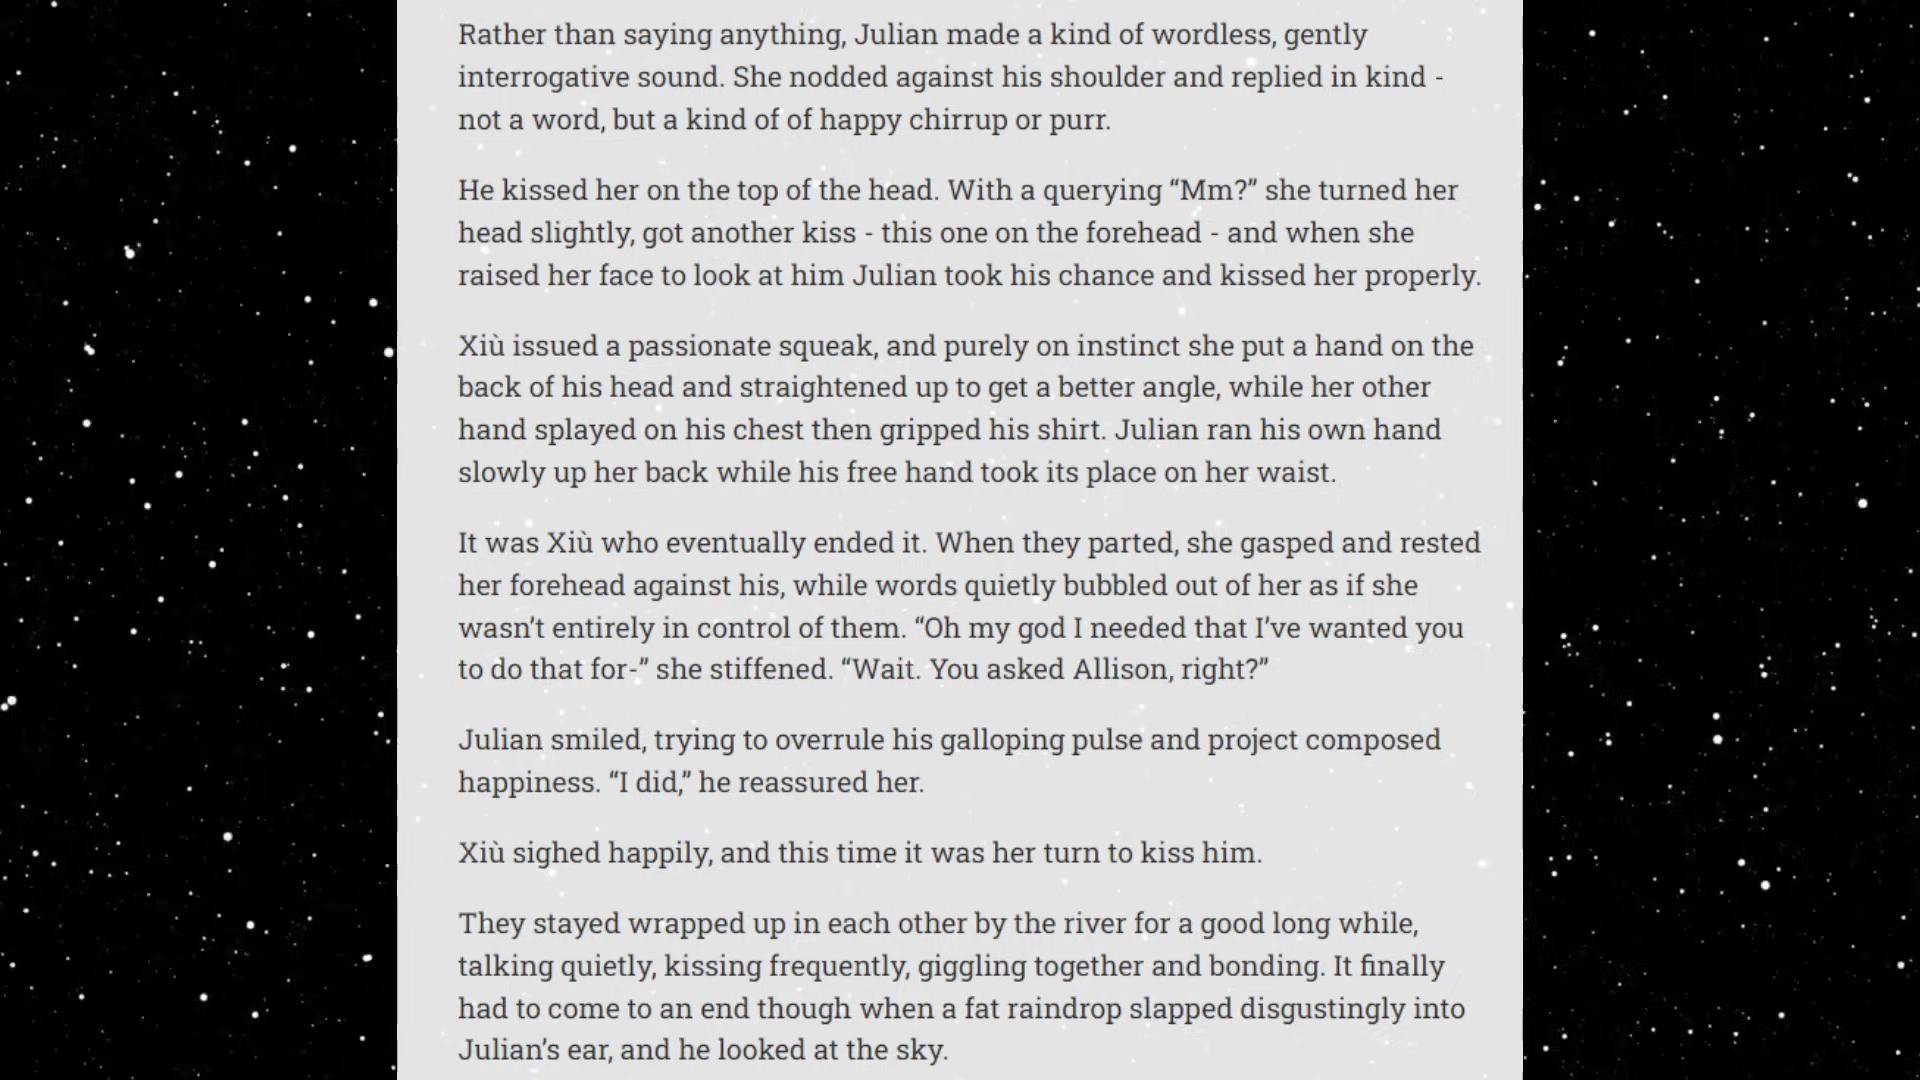 Rather than saying anything, Julian made a kind of wordless, gently
interrogative sound. She nodded against his shoulder and replied in kind -
not a word, but a kind of of happy chirrup or purr.
He kissed her on the top of the head. With a querying “Mm?” she turned her
head slightly, got another kiss - this one on the forehead - and when she
raised her face to look at him Julian took his chance and kissed her properly.
Xiù issued a passionate squeak, and purely on instinct she put a hand on the
back of his head and straightened up to get a better angle, while her other
hand splayed on his chest then gripped his shirt. Julian ran his own hand
slowly up her back while his free hand took its place on her waist.
It was Xiù who eventually ended it. When they parted, she gasped and rested
her forehead against his, while words quietly bubbled out of her as if she
wasn’t entirely in control of them. “Oh my god I needed that I’ve wanted you
to do that for-” she stiffened. “Wait. You asked Allison, right?”
Julian smiled, trying to overrule his galloping pulse and project composed
happiness. “I did,” he reassured her.
Xiù sighed happily, and this time it was her turn to kiss him.
They stayed wrapped up in each other by the river for a good long while,
talking quietly, kissing frequently, giggling together and bonding. It finally
had to come to an end though when a fat raindrop slapped disgustingly into
Julian’s ear, and he looked at the sky.